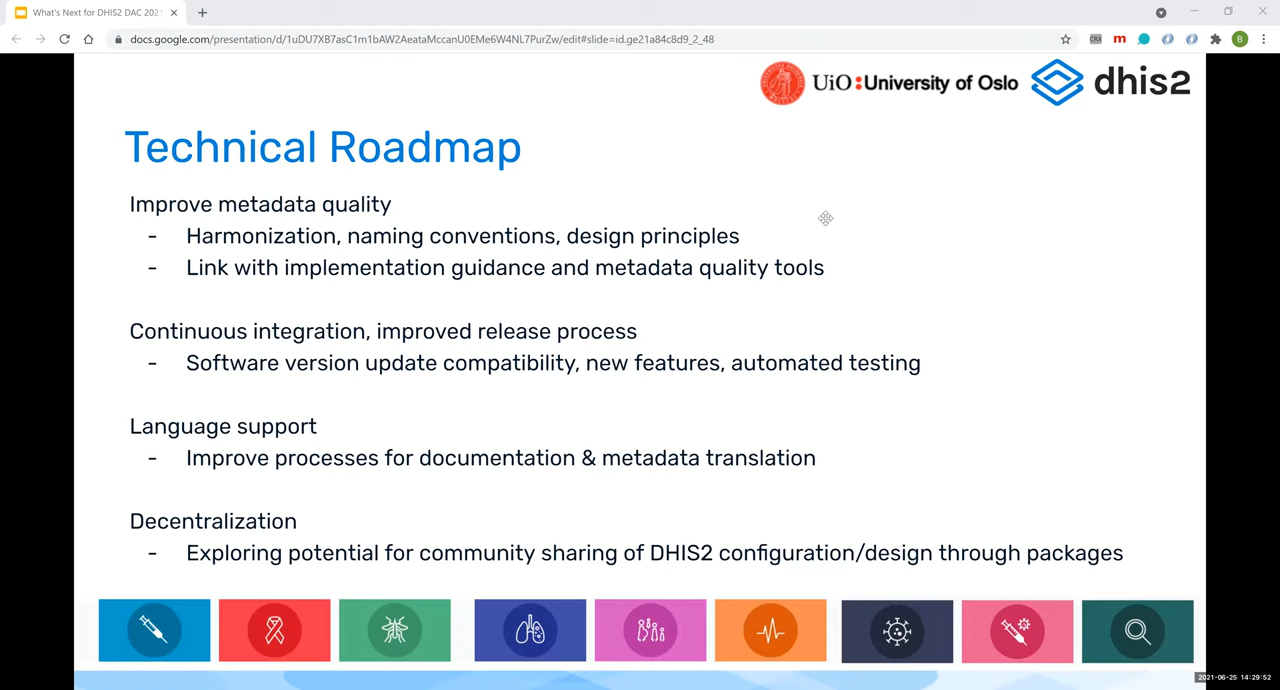 What's Next for DHIS2 DAC 2021
docs.google.com/presentation/d/1uDU7XB7asC1m1bAW2AeataMccanU0EMe6W4NL7PurZw/edit#slide=id.ge21a84c8d9_2_48
CRX
m
B
UiO:University of Oslo
dhis2
Technical Roadmap
Improve metadata quality
- Harmonization, naming conventions, design principles
- Link with implementation guidance and metadata quality tools
Continuous integration, improved release process
- Software version update compatibility, new features, automated testing
Language support
- Improve processes for documentation & metadata translation
Decentralization
- Exploring potential for community sharing of DHIS2 configuration/design through packages
2021-06-25 14:29:52